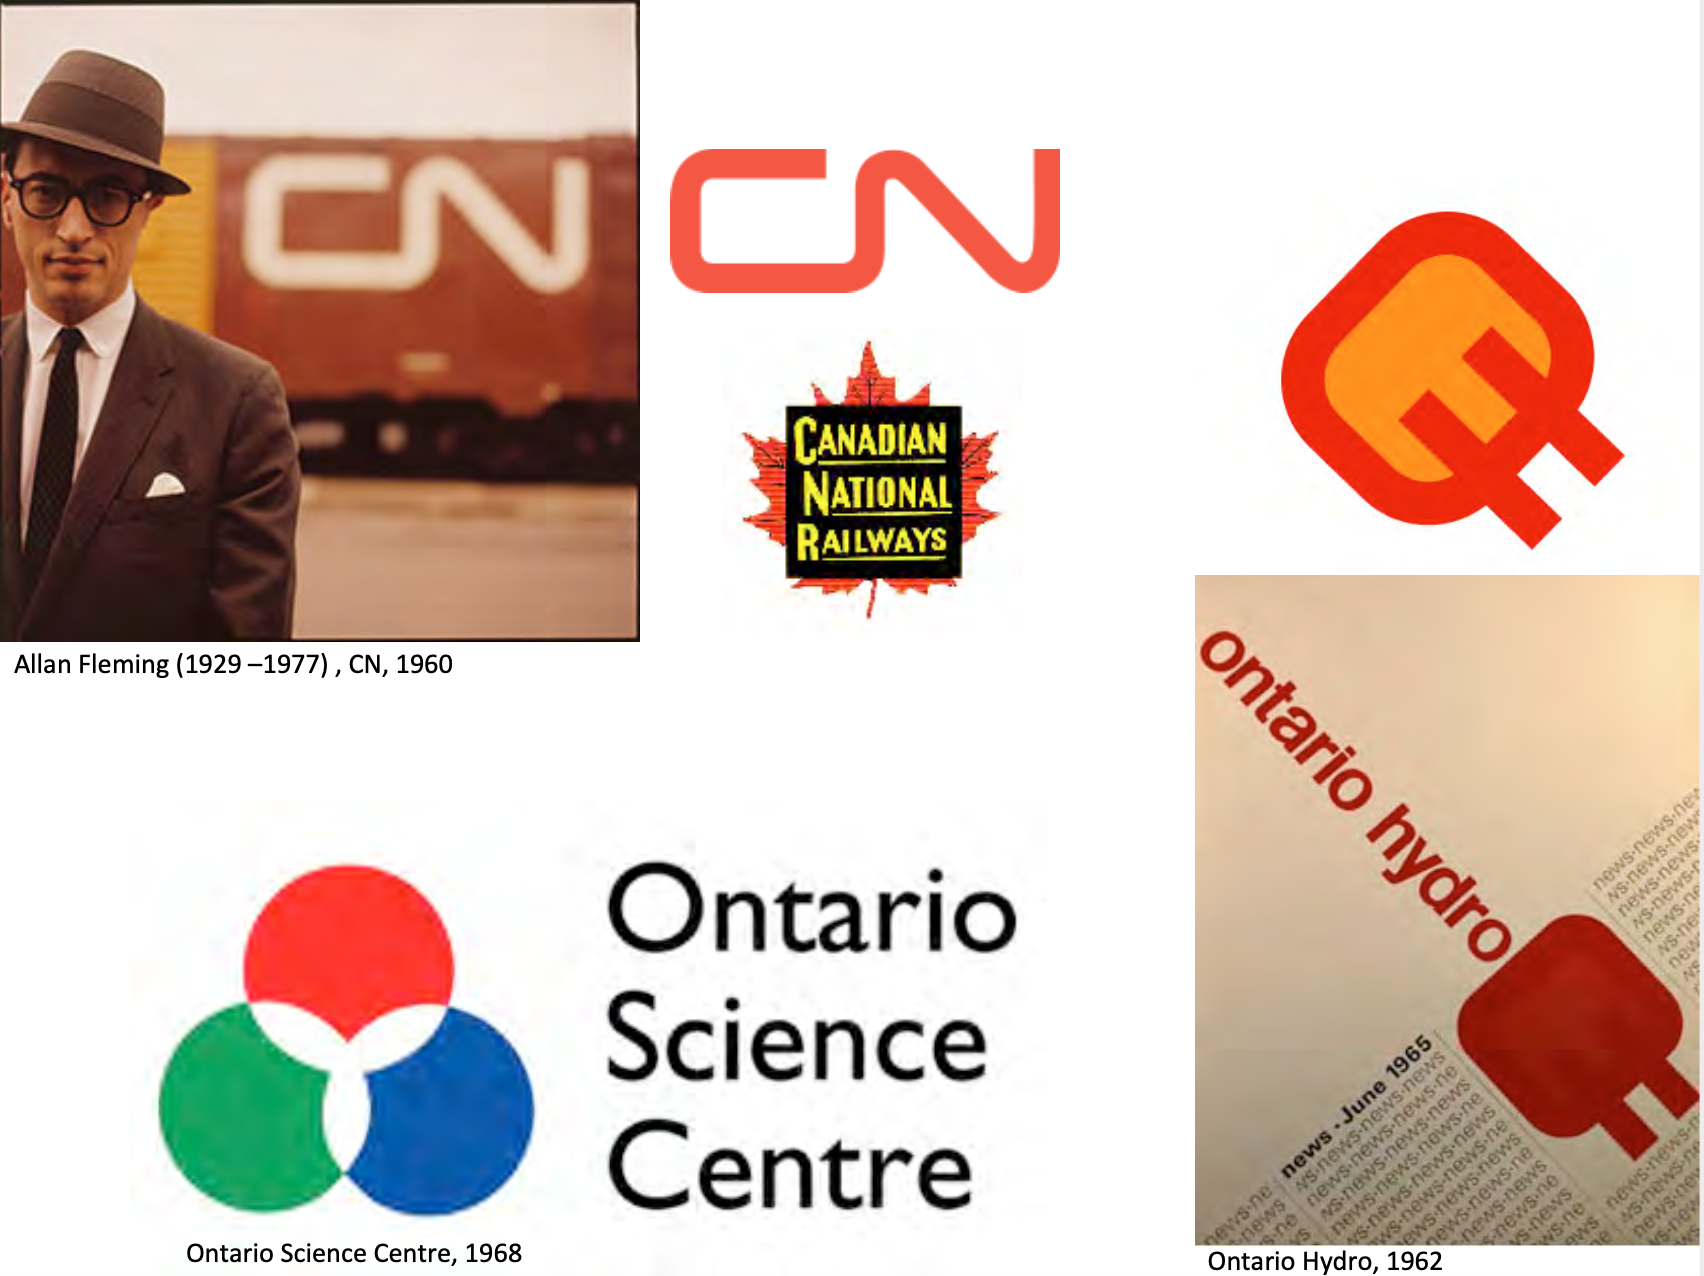 CN
CN
CANADIAN
NATIONAL
RAILWAYS
Allan Fleming (1929 –1977) , CN, 1960
ontario hydro
news - June 1965
Ontario
Science
Centre
Ontario Science Centre, 1968
Ontario Hydro, 1962